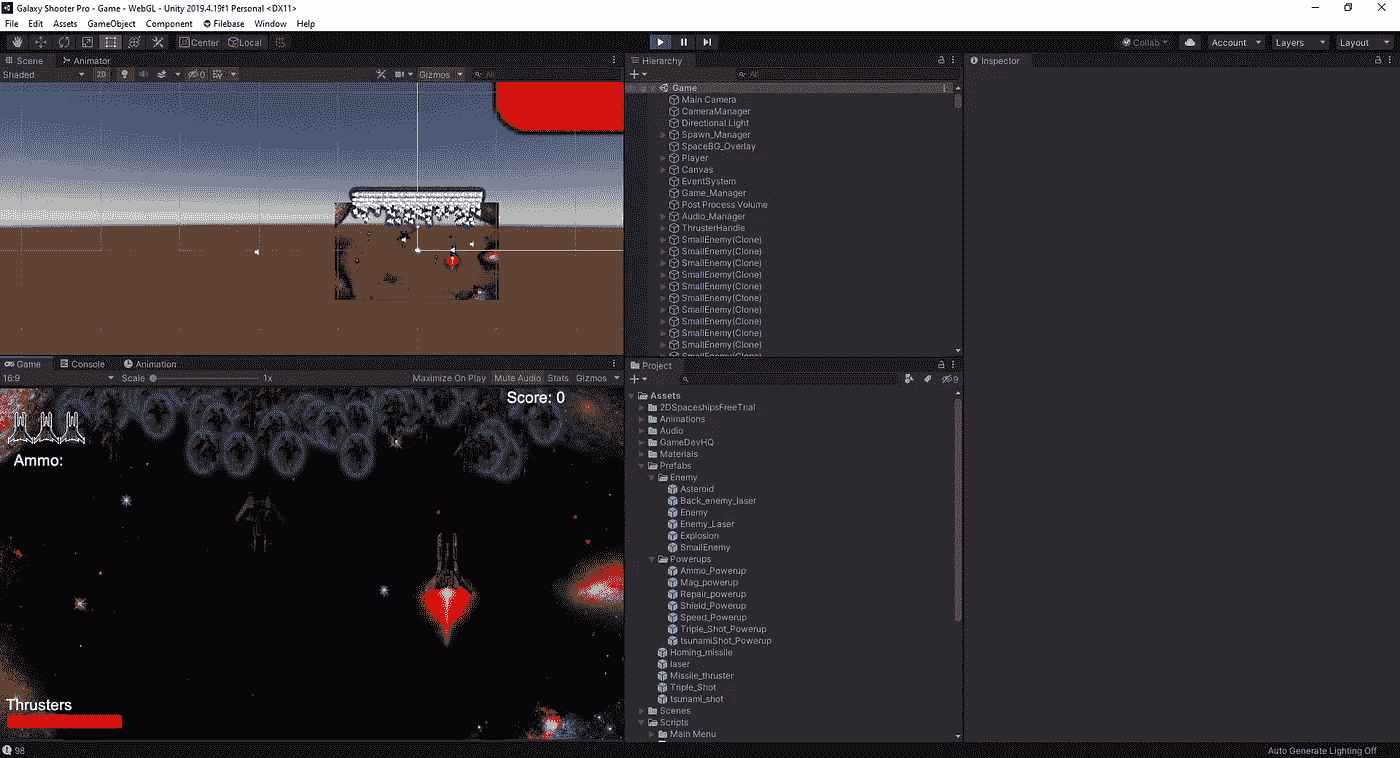 Galaxy Shooter Pro - Game - WebGL - Unity 2019.4.19f1 Personal <DX11>
File Edit Assets GameObject Component Filebase Window Help
Center Local Collab Account Layers Layout
Scene Animator
Shaded 2D 0 Gizmos All
Hierarchy
All
Game
Main Camera
CameraManager
Directional Light
Spawn_Manager
SpaceBG_Overlay
Player
Canvas
EventSystem
Game_Manager
Post Process Volume
Audio_Manager
ThrusterHandle
SmallEnemy(Clone)
SmallEnemy(Clone)
SmallEnemy(Clone)
SmallEnemy(Clone)
SmallEnemy(Clone)
SmallEnemy(Clone)
SmallEnemy(Clone)
SmallEnemy(Clone)
SmallEnemy(Clone)
SmallEnemy(Clone)
SmallEnemy(Clone)
Inspector
Game Console Animation
16:9 Scale 1x Maximize On Play Mute Audio Stats Gizmos
Score: 0
Ammo:
Thrusters
Project
9
Assets
2DSpaceshipsFreeTrial
Animations
Audio
GameDevHQ
Materials
Prefabs
Enemy
Asteroid
Back_enemy_laser
Enemy
Enemy_Laser
Explosion
SmallEnemy
Powerups
Ammo_Powerup
Mag_powerup
Repair_powerup
Shield_Powerup
Speed_Powerup
Triple_Shot_Powerup
tsunamiShot_Powerup
Homing_missile
laser
Missile_thruster
Triple_Shot
tsunami_shot
Scenes
Scripts
Main Menu
98
Auto Generate Lighting Off